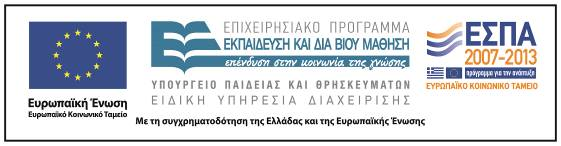 Ευρωπαϊκή Ένωση
Ευρωπαϊκό Κοινωνικό Ταμείο
ΕΠΙΧΕΙΡΗΣΙΑΚΟ ΠΡΟΓΡΑΜΜΑ
ΕΚΠΑΙΔΕΥΣΗ ΚΑΙ ΔΙΑ ΒΙΟΥ ΜΑΘΗΣΗ
επένδυση στην κοινωνία της γνώσης
ΥΠΟΥΡΓΕΙΟ ΠΑΙΔΕΙΑΣ ΚΑΙ ΘΡΗΣΚΕΥΜΑΤΩΝ
ΕΙΔΙΚΗ ΥΠΗΡΕΣΙΑ ΔΙΑΧΕΙΡΙΣΗΣ
Με τη συγχρηματοδότηση της Ελλάδας και της Ευρωπαϊκής Ένωσης
ΕΣΠΑ
2007-2013
πρόγραμμα για την ανάπτυξη
ΕΥΡΩΠΑΪΚΟ ΚΟΙΝΩΝΙΚΟ ΤΑΜΕΙΟ